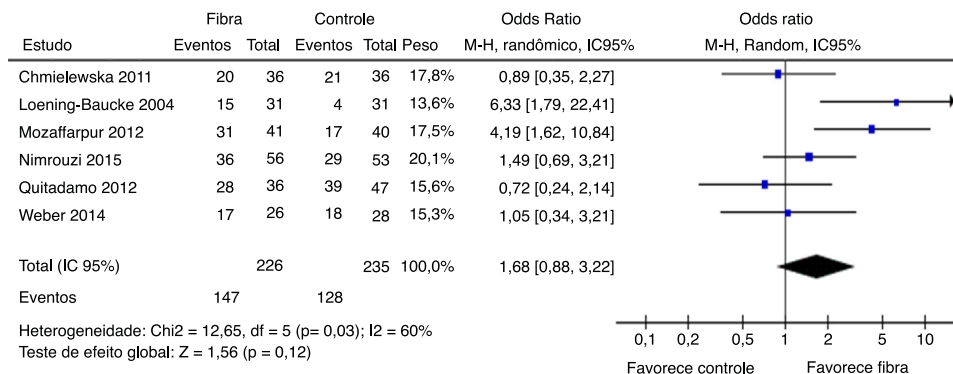 Fibra Controle Odds Ratio Odds ratio
Estudo Eventos Total Eventos Total Peso M-H, randômico, IC95% M-H, Random, IC95%
Chmielewska 2011 20 36 21 36 17,8% 0,89 [0,35, 2,27]
Loening-Baucke 2004 15 31 4 31 13,6% 6,33 [1,79, 22,41]
Mozaffarpur 2012 31 41 17 40 17,5% 4,19 [1,62, 10,84]
Nimrouzi 2015 36 56 29 53 20,1% 1,49 [0,69, 3,21]
Quitadamo 2012 28 36 39 47 15,6% 0,72 [0,24, 2,14]
Weber 2014 17 26 18 28 15,3% 1,05 [0,34, 3,21]
Total (IC 95%) 226 235 100,0% 1,68 [0,88, 3,22]
Eventos 147 128
Heterogeneidade: Chi2 = 12,65, df = 5 (p= 0,03); I2 = 60%
Teste de efeito global: Z = 1,56 (p = 0,12)
0,1 0,2 0,5 1 2 5 10
Favorece controle Favorece fibra